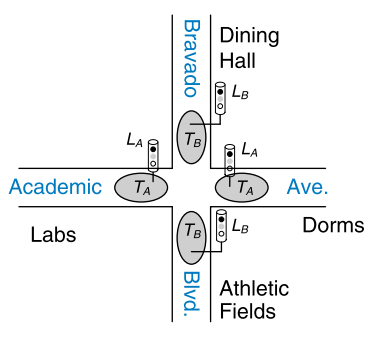 Bravado
Dining
Hall
L_B
T_B
L_A
L_A
Academic
T_A
T_A
Ave.
Labs
T_B
L_B
Dorms
Blvd.
Athletic
Fields